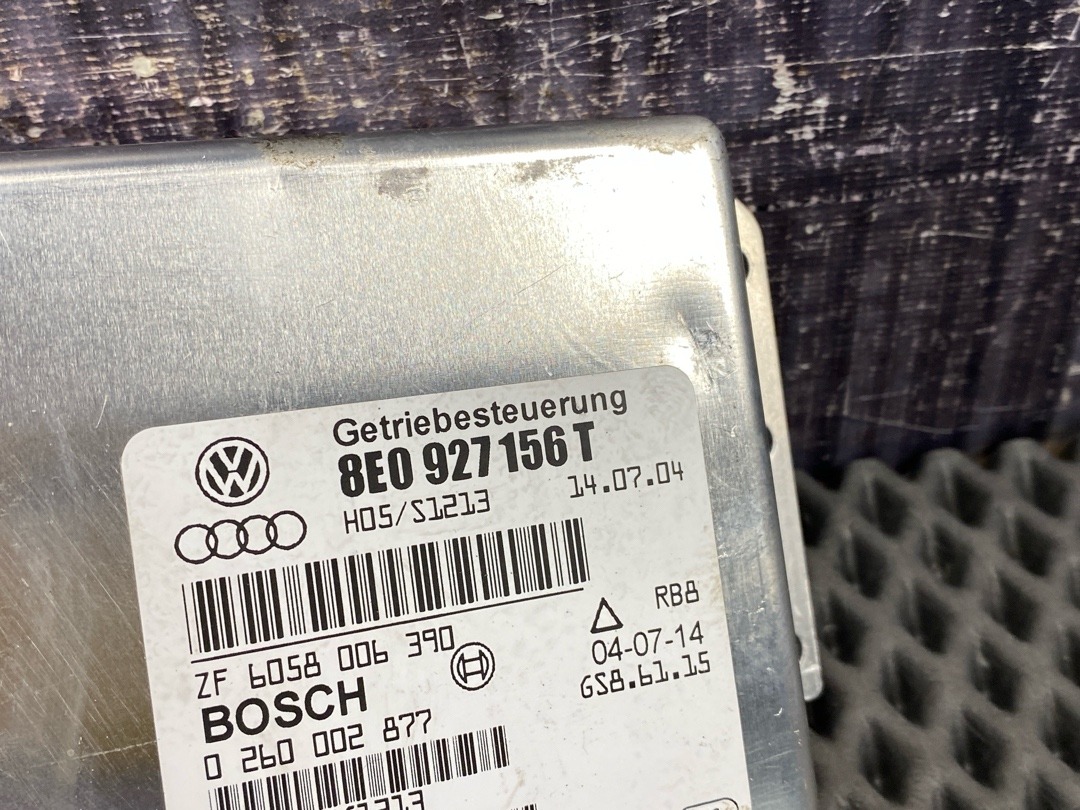 Getriebesteuerung
8E0 927 156 T
H05/S1213 14.07.04
RB8
04-07-14
ZF 6058 006 390
GS8.61.15
BOSCH
0 260 002 877